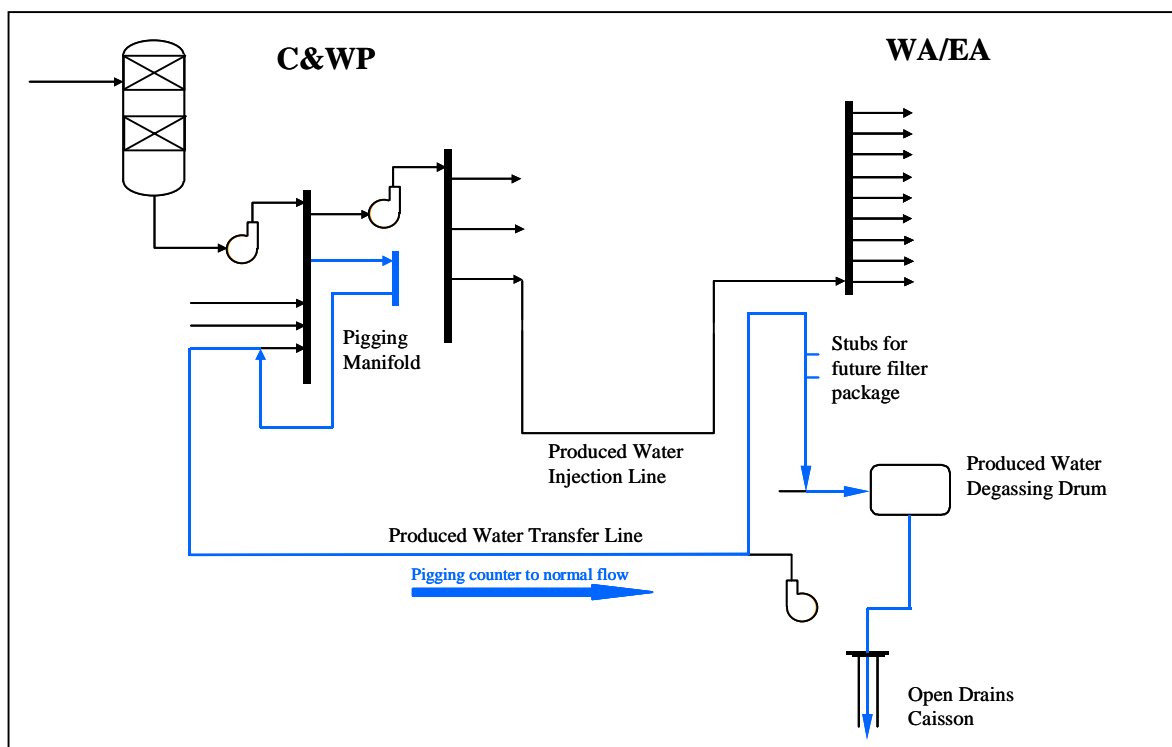 C&WP
WA/EA
Pigging
Manifold
Stubs for
future filter
package
Produced Water
Injection Line
Produced Water
Degassing Drum
Produced Water Transfer Line
Pigging counter to normal flow
Open Drains
Caisson